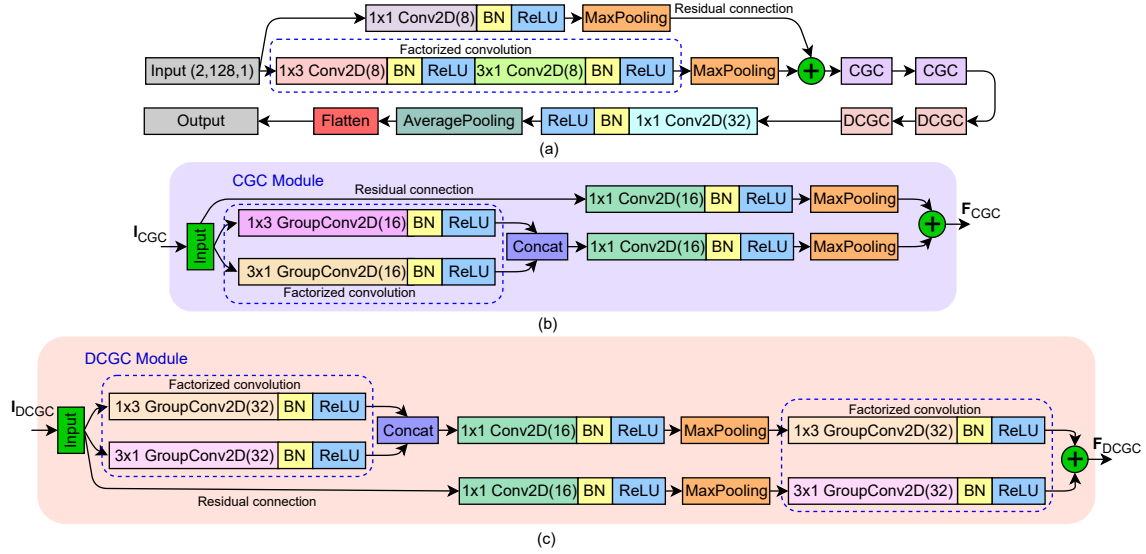 1x1 Conv2D(8) BN ReLU MaxPooling Residual connection
Factorized convolution
Input (2,128,1) 1x3 Conv2D(8) BN ReLU 3x1 Conv2D(8) BN ReLU MaxPooling + CGC CGC
Output Flatten AveragePooling ReLU BN 1x1 Conv2D(32) DCGC DCGC
(a)
CGC Module
Residual connection 1x1 Conv2D(16) BN ReLU MaxPooling
I_CGC Input 1x3 GroupConv2D(16) BN ReLU Concat 1x1 Conv2D(16) BN ReLU MaxPooling + F_CGC
3x1 GroupConv2D(16) BN ReLU
Factorized convolution
(b)
DCGC Module
Factorized convolution Factorized convolution
I_DCGC Input 1x3 GroupConv2D(32) BN ReLU Concat 1x1 Conv2D(16) BN ReLU MaxPooling 1x3 GroupConv2D(32) BN ReLU + F_DCGC
3x1 GroupConv2D(32) BN ReLU
Residual connection 1x1 Conv2D(16) BN ReLU MaxPooling 3x1 GroupConv2D(32) BN ReLU
(c)